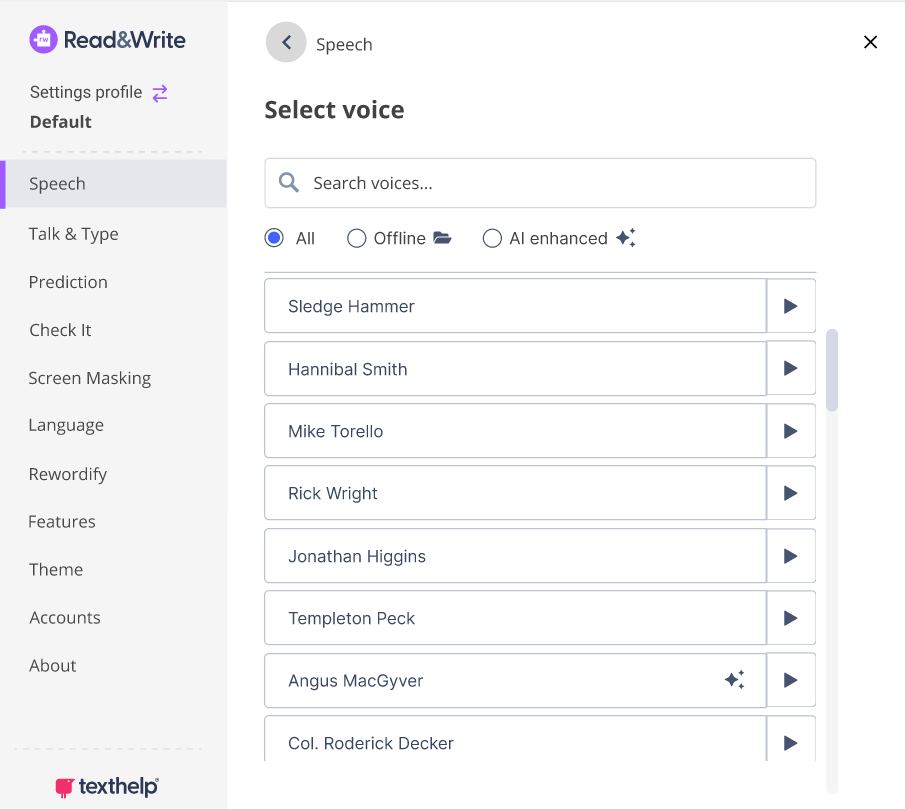 Read&Write
Settings profile
Default
Speech
Talk & Type
Prediction
Check It
Screen Masking
Language
Rewordify
Features
Theme
Accounts
About
texthelp®
Speech
Select voice
Search voices...
All
Offline
AI enhanced
Sledge Hammer
Hannibal Smith
Mike Torello
Rick Wright
Jonathan Higgins
Templeton Peck
Angus MacGyver
Col. Roderick Decker